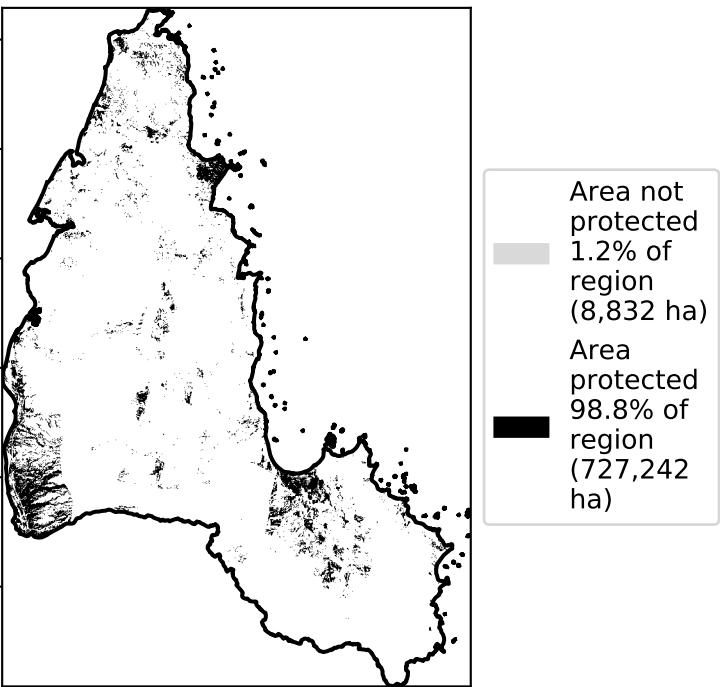 Area not
protected
1.2% of
region
(8,832 ha)
Area
protected
98.8% of
region
(727,242
ha)